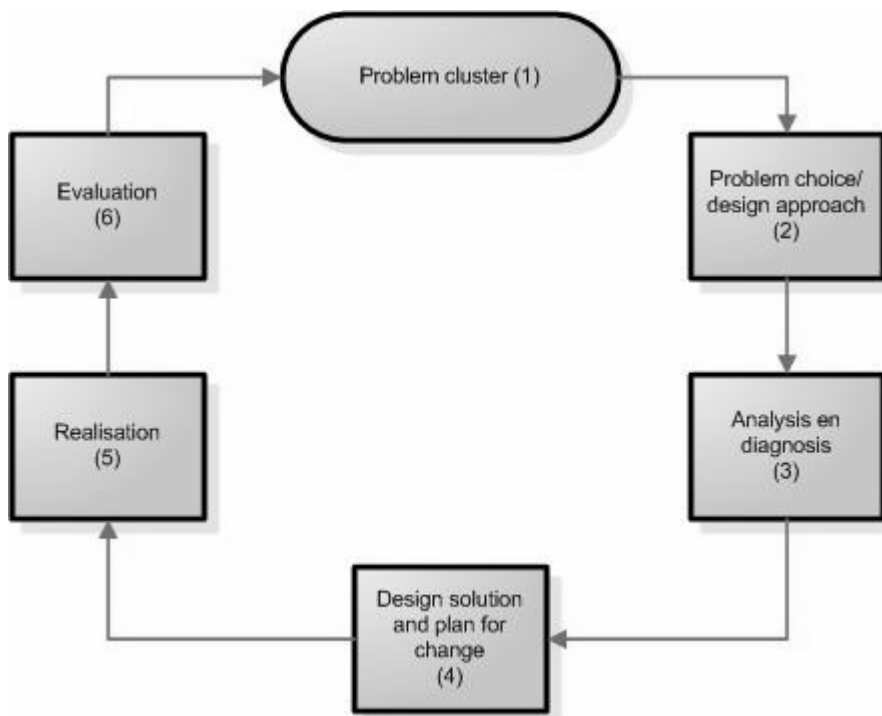 Problem cluster (1)
Problem choice/
design approach
(2)
Analysis en
diagnosis
(3)
Design solution
and plan for
change
(4)
Realisation
(5)
Evaluation
(6)